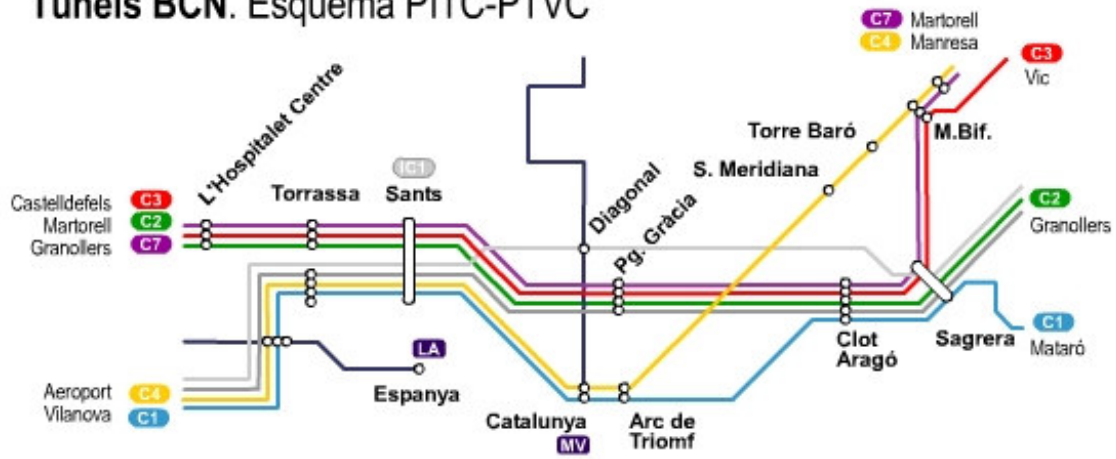 Túnels BCN. Esquema PITC-PTVC
C7 Martorell
C4 Manresa
C3
Vic
L'Hospitalet Centre
Torrassa
IC1
Sants
Diagonal
Pg. Gràcia
S. Meridiana
Torre Baró
M.Bif.
Castelldefels C3
Martorell C2
Granollers C7
C2
Granollers
Clot
Aragó
Sagrera
C1
Mataró
LA
Espanya
Aeroport C4
Vilanova C1
Catalunya
MV
Arc de
Triomf